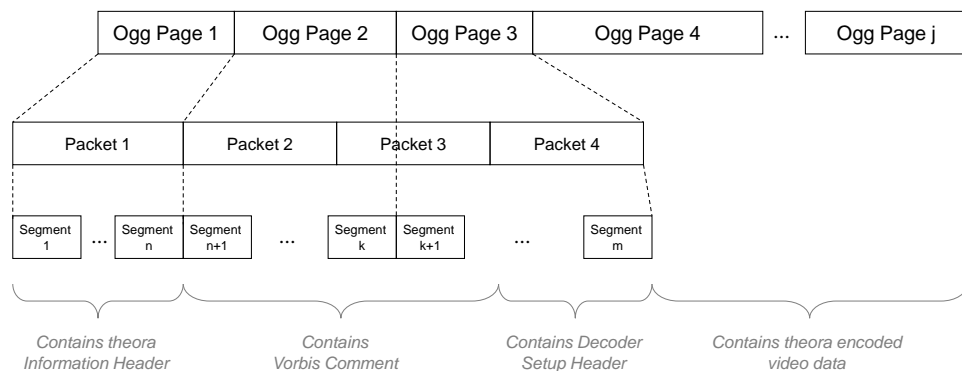 Ogg Page 1 Ogg Page 2 Ogg Page 3 Ogg Page 4 ... Ogg Page j
Packet 1 Packet 2 Packet 3 Packet 4
Segment ... Segment Segment ... Segment Segment ... Segment
1 n n+1 k k+1 m
Contains theora Contains Contains Decoder Contains theora encoded
Information Header Vorbis Comment Setup Header video data